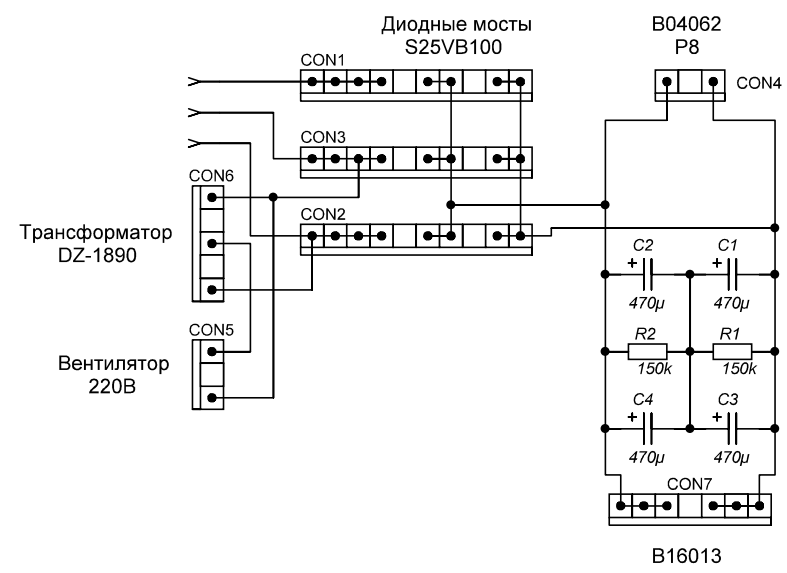 Диодные мосты
S25VB100
B04062
P8
CON1
CON4
CON3
CON6
CON2
Трансформатор
DZ-1890
C2
C1
+
+
470µ
470µ
CON5
R2
R1
150k
150k
Вентилятор
220В
C4
C3
+
+
470µ
470µ
CON7
B16013